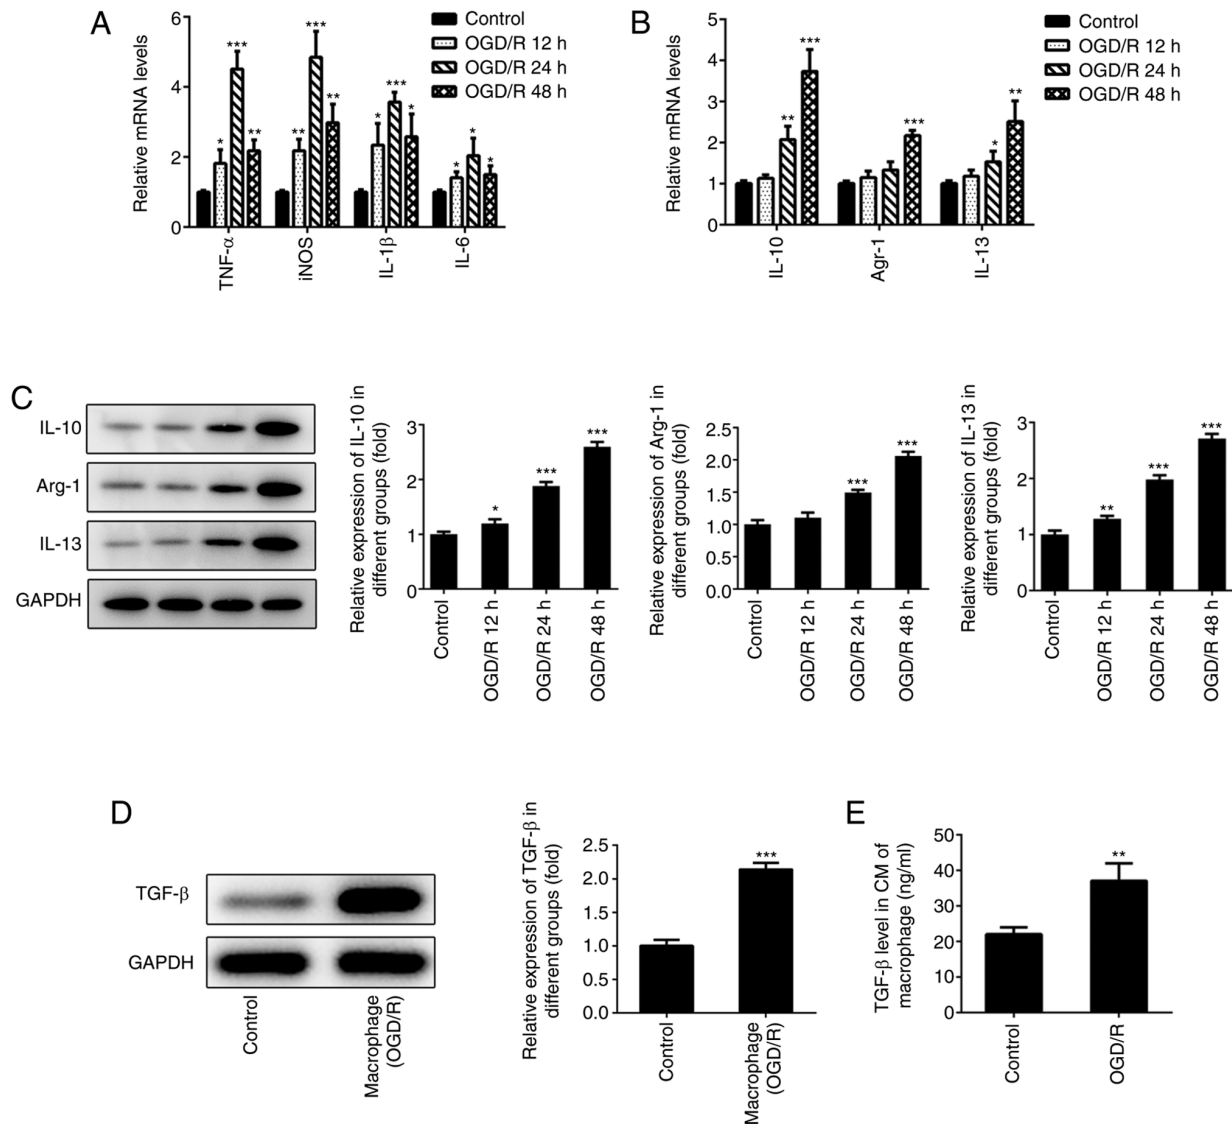 A
Relative mRNA levels
6
4
2
0
*
***
**
**
***
**
*
***
*
*
*
*
TNF-α
iNOS
IL-1β
IL-6
Control
OGD/R 12 h
OGD/R 24 h
OGD/R 48 h
B
Relative mRNA levels
5
4
3
2
1
0
**
***
***
*
**
IL-10
Agr-1
IL-13
Control
OGD/R 12 h
OGD/R 24 h
OGD/R 48 h
C
IL-10
Arg-1
IL-13
GAPDH
Relative expression of IL-10 in
different groups (fold)
3
2
1
0
*
***
***
Control
OGD/R 12 h
OGD/R 24 h
OGD/R 48 h
Relative expression of Arg-1 in
different groups (fold)
2.5
2.0
1.5
1.0
0.5
0.0
***
***
Control
OGD/R 12 h
OGD/R 24 h
OGD/R 48 h
Relative expression of IL-13 in
different groups (fold)
3
2
1
0
**
***
***
Control
OGD/R 12 h
OGD/R 24 h
OGD/R 48 h
D
TGF-β
GAPDH
Control
Macrophage
(OGD/R)
Relative expression of TGF-β in
different groups (fold)
2.5
2.0
1.5
1.0
0.5
0.0
***
Control
Macrophage
(OGD/R)
E
TGF-β level in CM of
macrophage (ng/ml)
50
40
30
20
10
0
**
Control
OGD/R